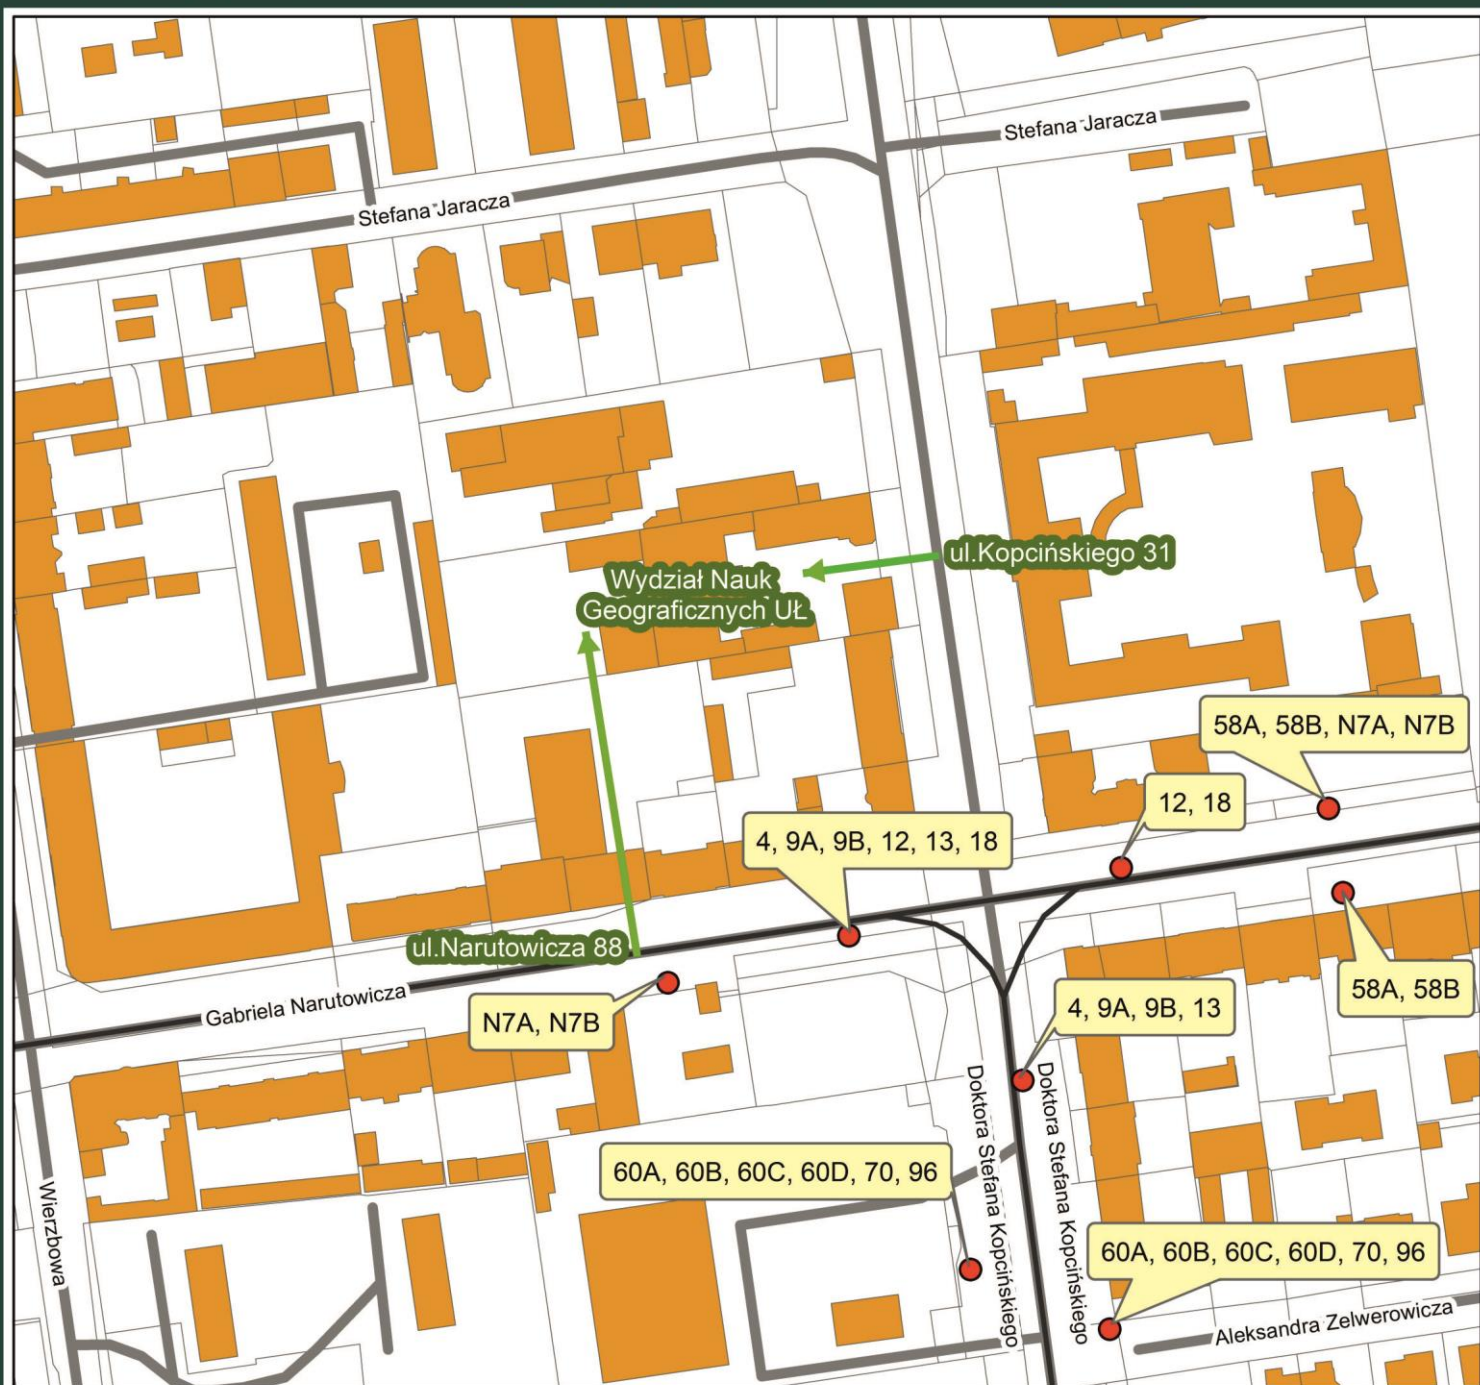 Stefana Jaracza
Stefana Jaracza
ul.Kopcińskiego 31
Wydział Nauk
Geograficznych UŁ
58A, 58B, N7A, N7B
12, 18
4, 9A, 9B, 12, 13, 18
ul.Narutowicza 88
58A, 58B
Gabriela Narutowicza
N7A, N7B
4, 9A, 9B, 13
Doktora Stefana Kopcińskiego
Doktora Stefana Kopcińskiego
60A, 60B, 60C, 60D, 70, 96
Wierzbowa
60A, 60B, 60C, 60D, 70, 96
Aleksandra Zelwerowicza